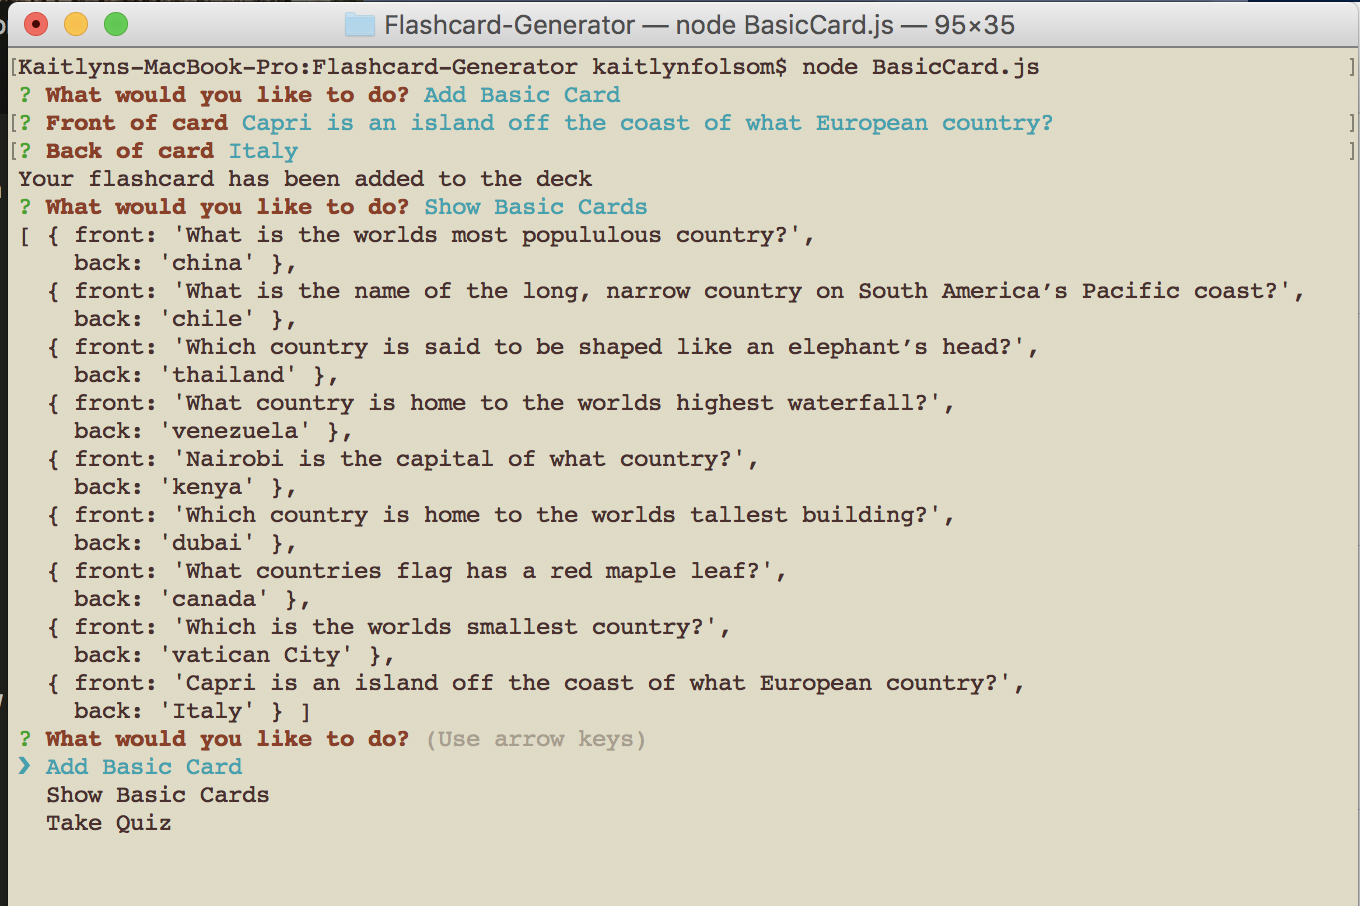 Flashcard-Generator — node BasicCard.js — 95×35
[Kaitlyns-MacBook-Pro:Flashcard-Generator kaitlynfolsom$ node BasicCard.js ]
? What would you like to do? Add Basic Card
[? Front of card Capri is an island off the coast of what European country? ]
[? Back of card Italy ]
Your flashcard has been added to the deck
? What would you like to do? Show Basic Cards
[ { front: 'What is the worlds most popululous country?',
back: 'china' },
{ front: 'What is the name of the long, narrow country on South America’s Pacific coast?',
back: 'chile' },
{ front: 'Which country is said to be shaped like an elephant’s head?',
back: 'thailand' },
{ front: 'What country is home to the worlds highest waterfall?',
back: 'venezuela' },
{ front: 'Nairobi is the capital of what country?',
back: 'kenya' },
{ front: 'Which country is home to the worlds tallest building?',
back: 'dubai' },
{ front: 'What countries flag has a red maple leaf?',
back: 'canada' },
{ front: 'Which is the worlds smallest country?',
back: 'vatican City' },
{ front: 'Capri is an island off the coast of what European country?',
back: 'Italy' } ]
? What would you like to do? (Use arrow keys)
❯ Add Basic Card
Show Basic Cards
Take Quiz